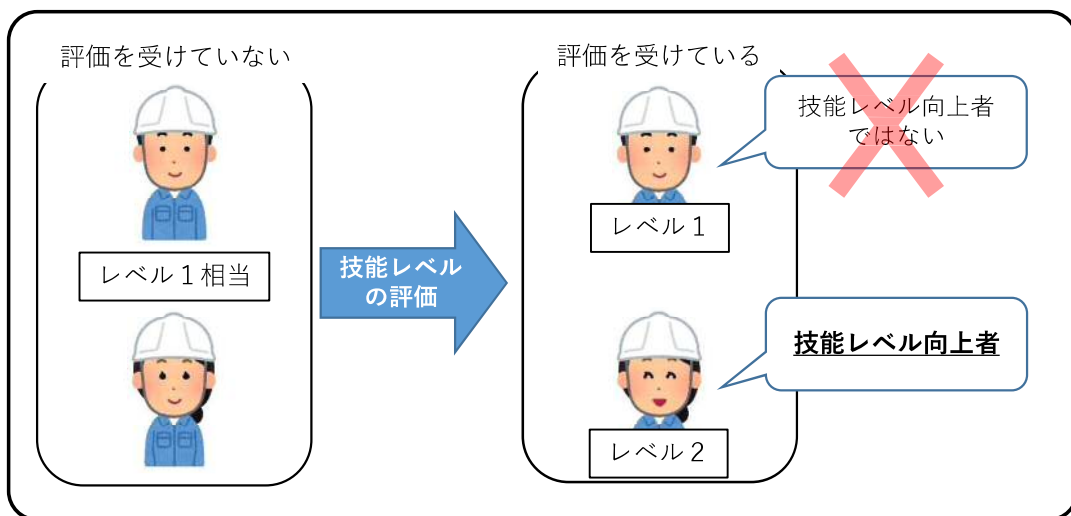 評価を受けていない
レベル１相当
技能レベル
の評価
評価を受けている
技能レベル向上者
ではない
レベル１
技能レベル向上者
レベル２